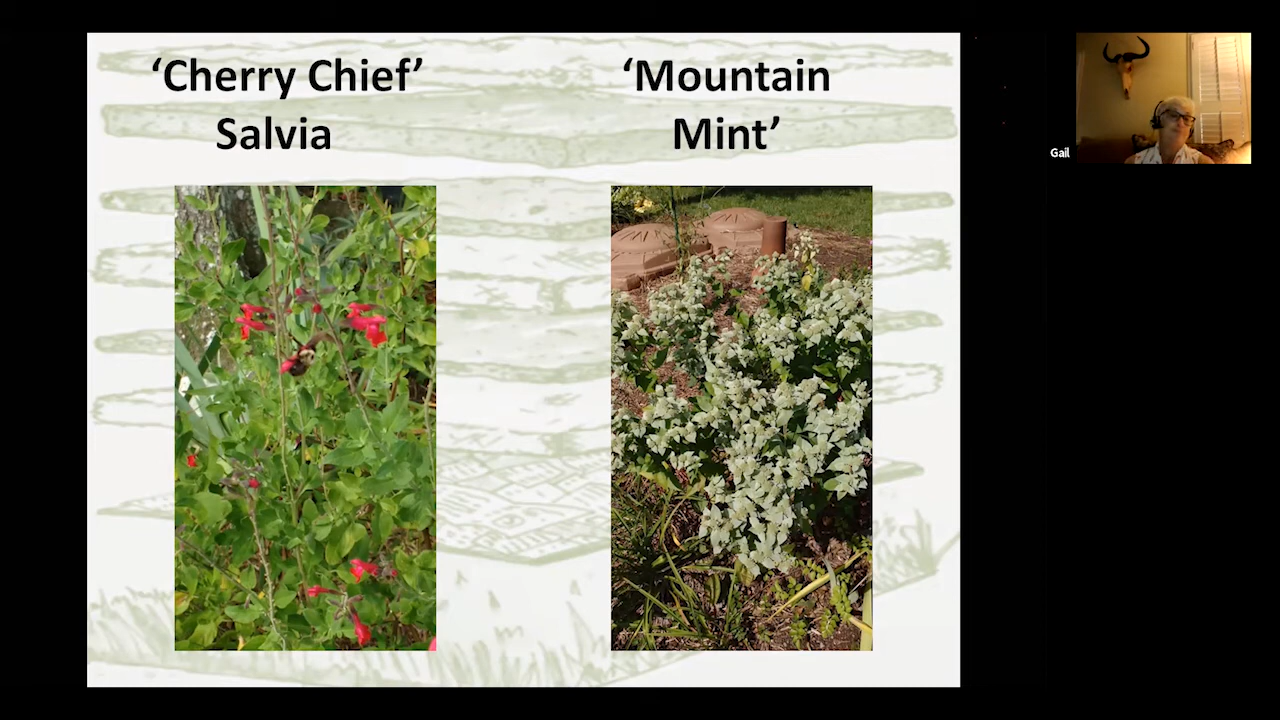 ‘Cherry Chief’
Salvia
‘Mountain
Mint’
Gail